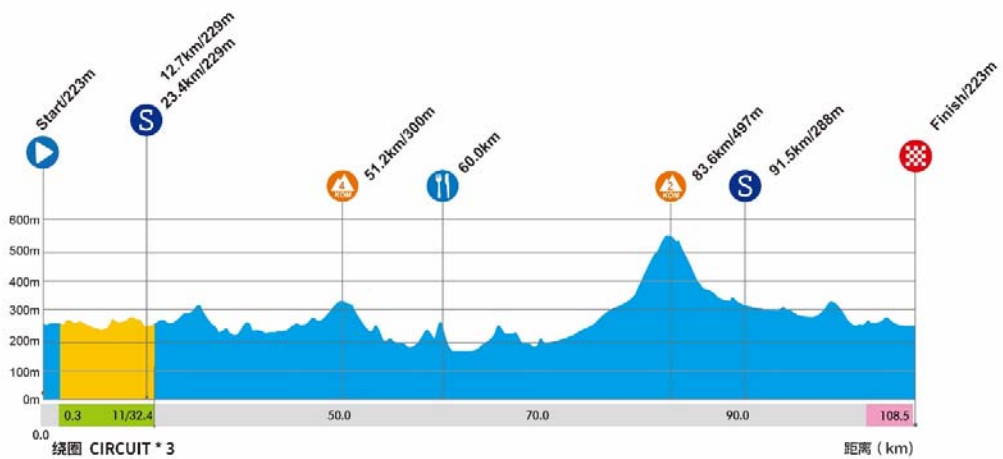 12.7km/229m
23.4km/229m
Start/223m
S
4
KOM
51.2km/300m
60.0km
2
KOM
83.6km/497m
S
91.5km/288m
Finish/223m
600m
500m
400m
300m
200m
100m
0m
0.3 11/32.4 50.0 70.0 90.0 108.5
0.0
绕圈 CIRCUIT * 3
距离 ( km )